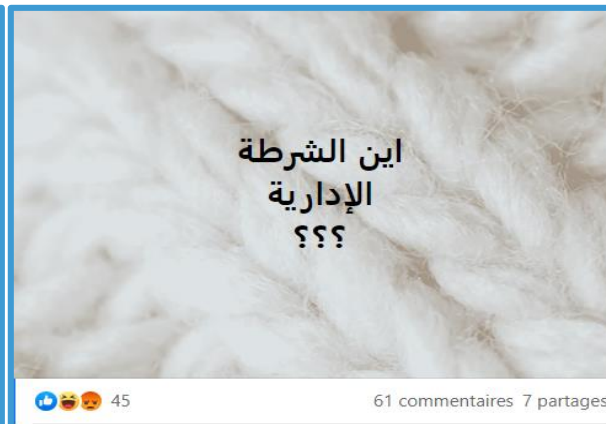 اين الشرطة
الإدارية
؟؟؟
45
61 commentaires 7 partages